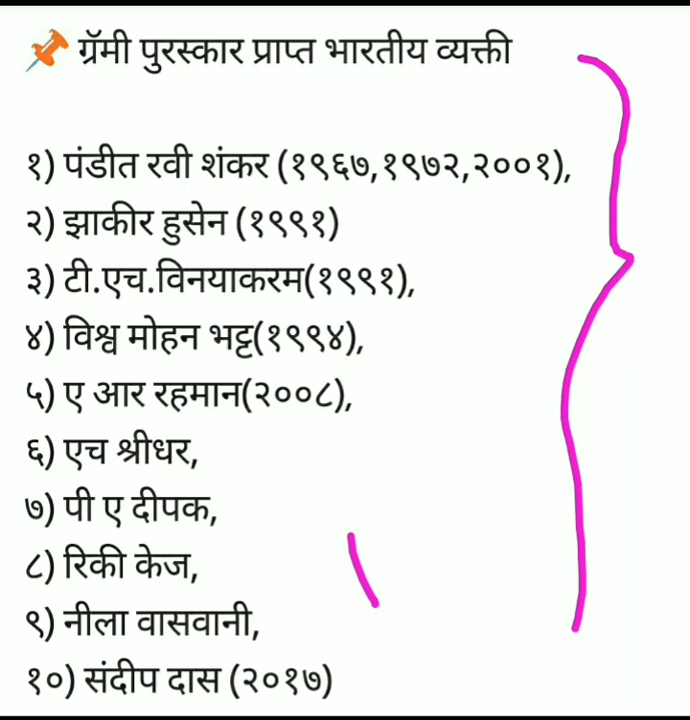 ग्रॅमी पुरस्कार प्राप्त भारतीय व्यक्ती
१) पंडीत रवी शंकर (१९६७,१९७२,२००१),
२) झाकीर हुसेन (१९९१)
३) टी.एच.विनयाकरम(१९९१),
४) विश्व मोहन भट्ट(१९९४),
५) ए आर रहमान(२००८),
६) एच श्रीधर,
७) पी ए दीपक,
८) रिकी केज,
९) नीला वासवानी,
१०) संदीप दास (२०१७)